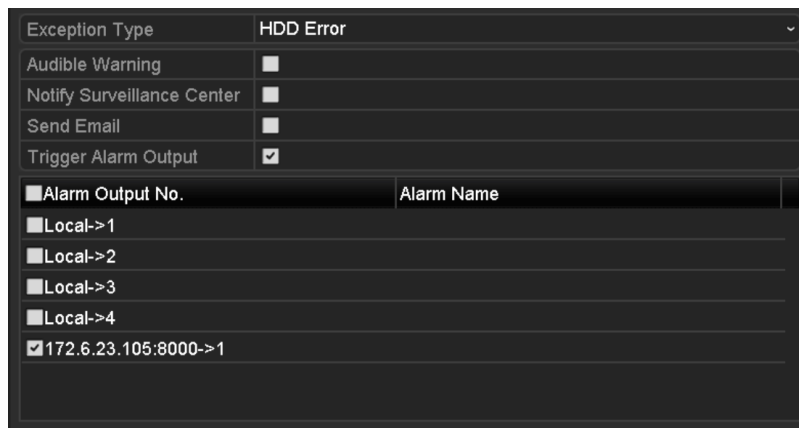 Exception Type HDD Error
Audible Warning
Notify Surveillance Center
Send Email
Trigger Alarm Output
Alarm Output No. Alarm Name
Local->1
Local->2
Local->3
Local->4
172.6.23.105:8000->1